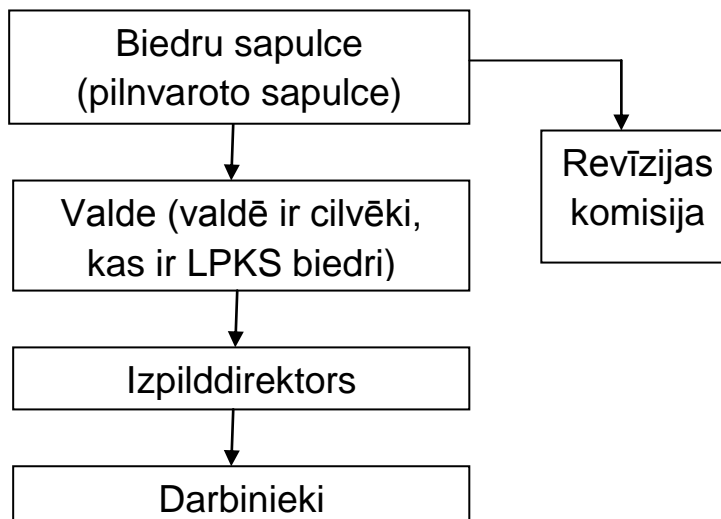 Biedru sapulce
(pilnvaroto sapulce)
Revīzijas
komisija
Valde (valdē ir cilvēki,
kas ir LPKS biedri)
Izpilddirektors
Darbinieki